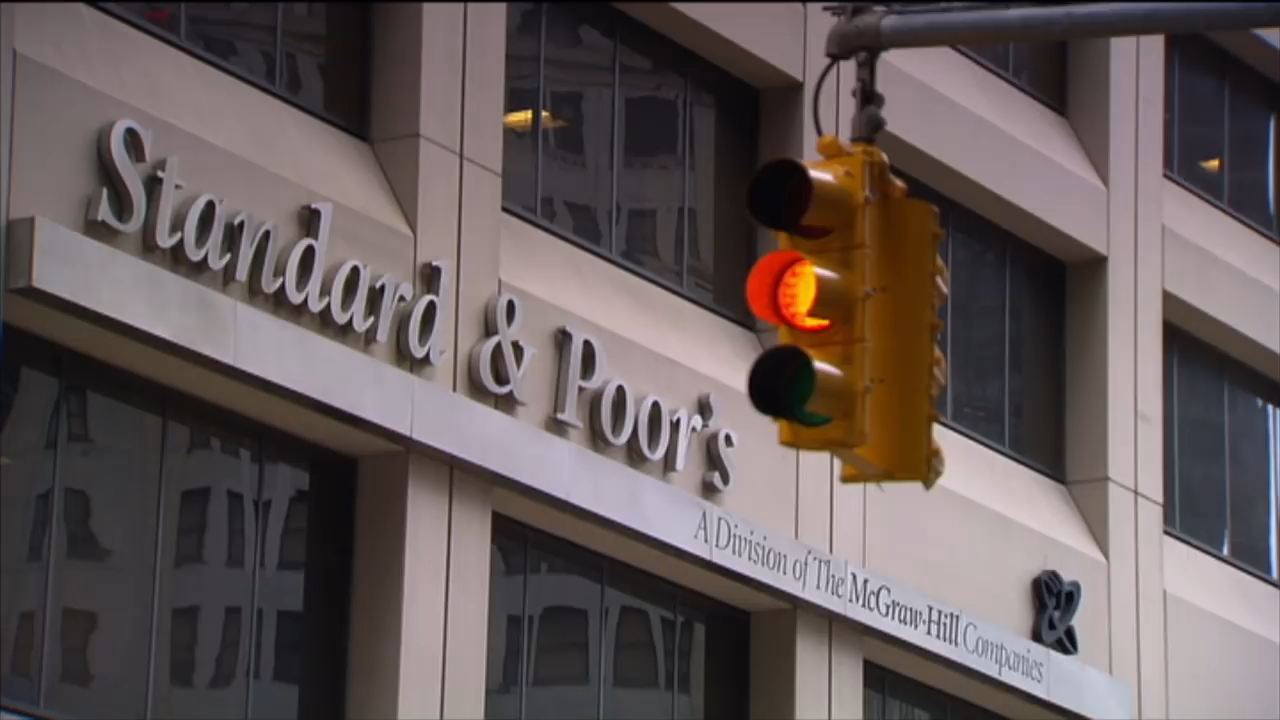 Standard & Poor's
A Division of The McGraw·Hill Companies